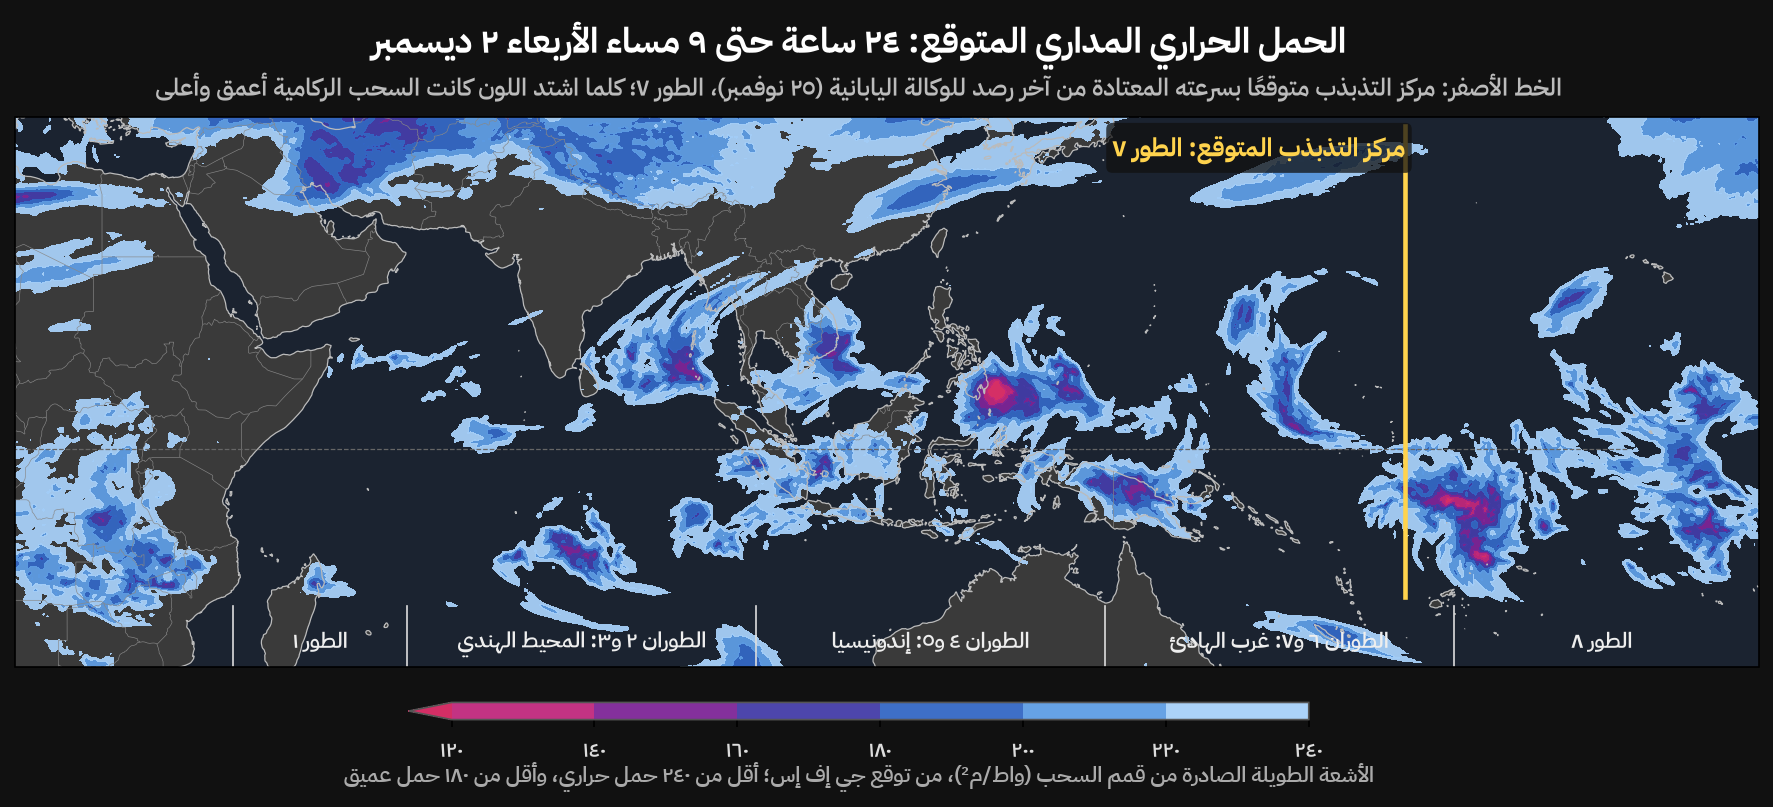 الحمل الحراري المداري المتوقع: ٢٤ ساعة حتى ٩ مساء الأربعاء ٢ ديسمبر
الخط الأصفر: مركز التذبذب متوقعًا بسرعته المعتادة من آخر رصد للوكالة اليابانية (٢٥ نوفمبر)، الطور ٧؛ كلما اشتد اللون كانت السحب الركامية أعمق وأعلى
مركز التذبذب المتوقع: الطور ٧
الطور ١
الطوران ٢ و٣: المحيط الهندي
الطوران ٤ و٥: إندونيسيا
الطوران ٦ و٧: غرب الهادئ
الطور ٨
١٢٠ ١٤٠ ١٦٠ ١٨٠ ٢٠٠ ٢٢٠ ٢٤٠
الأشعة الطويلة الصادرة من قمم السحب (واط/م²)، من توقع جي إف إس؛ أقل من ٢٤٠ حمل حراري، وأقل من ١٨٠ حمل عميق